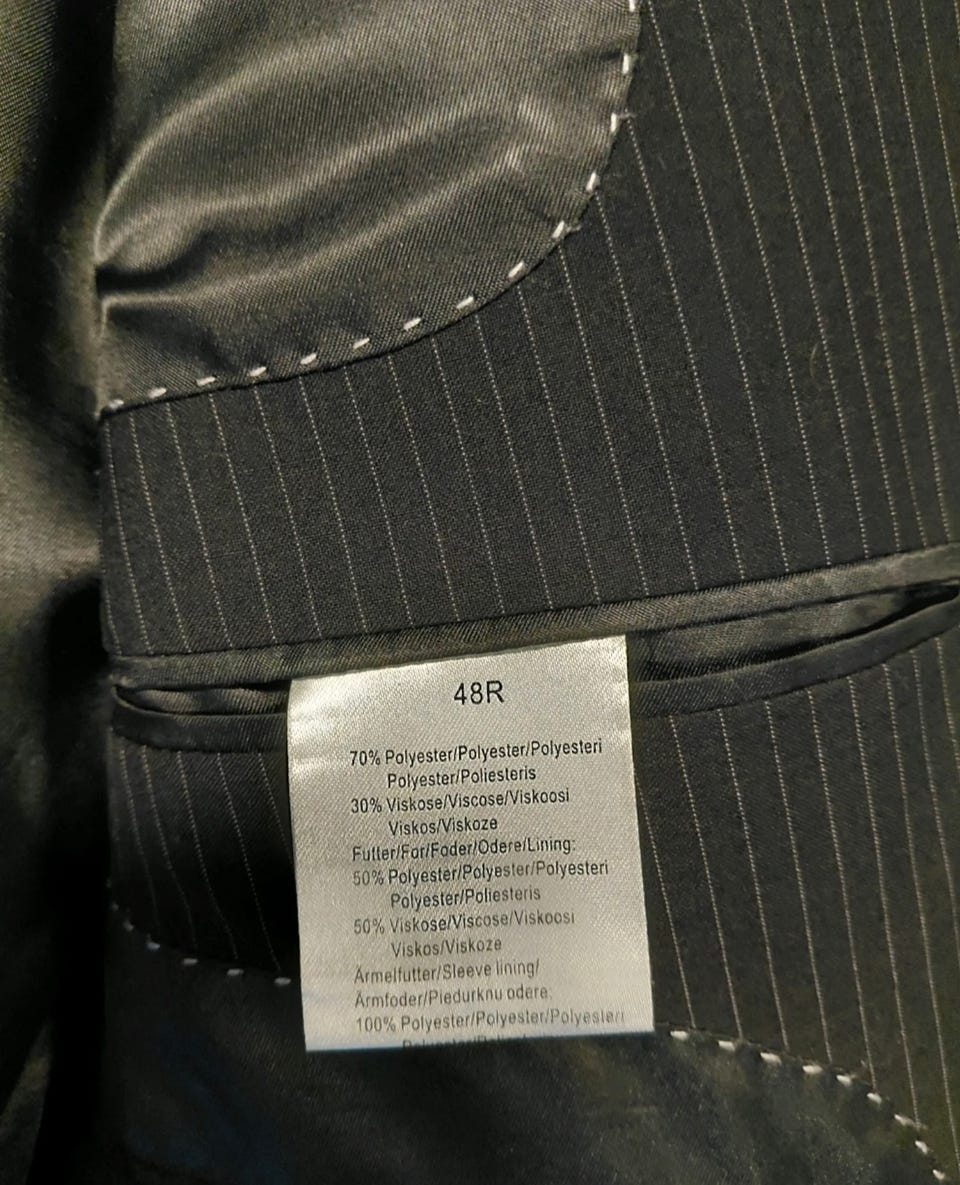 48R
70% Polyester/Polyester/Polyesteri
Polyester/Poliesteris
30% Viskose/Viscose/Viskoosi
Viskos/Viskoze
Futter/For/Foder/Odere/Lining:
50% Polyester/Polyester/Polyesteri
Polyester/Poliesteris
50% Viskose/Viscose/Viskoosi
Viskos/Viskoze
Ärmelfutter/Sleeve lining/
Ärmfoder/Piedurknu odere:
100% Polyester/Polyester/Polyesteri